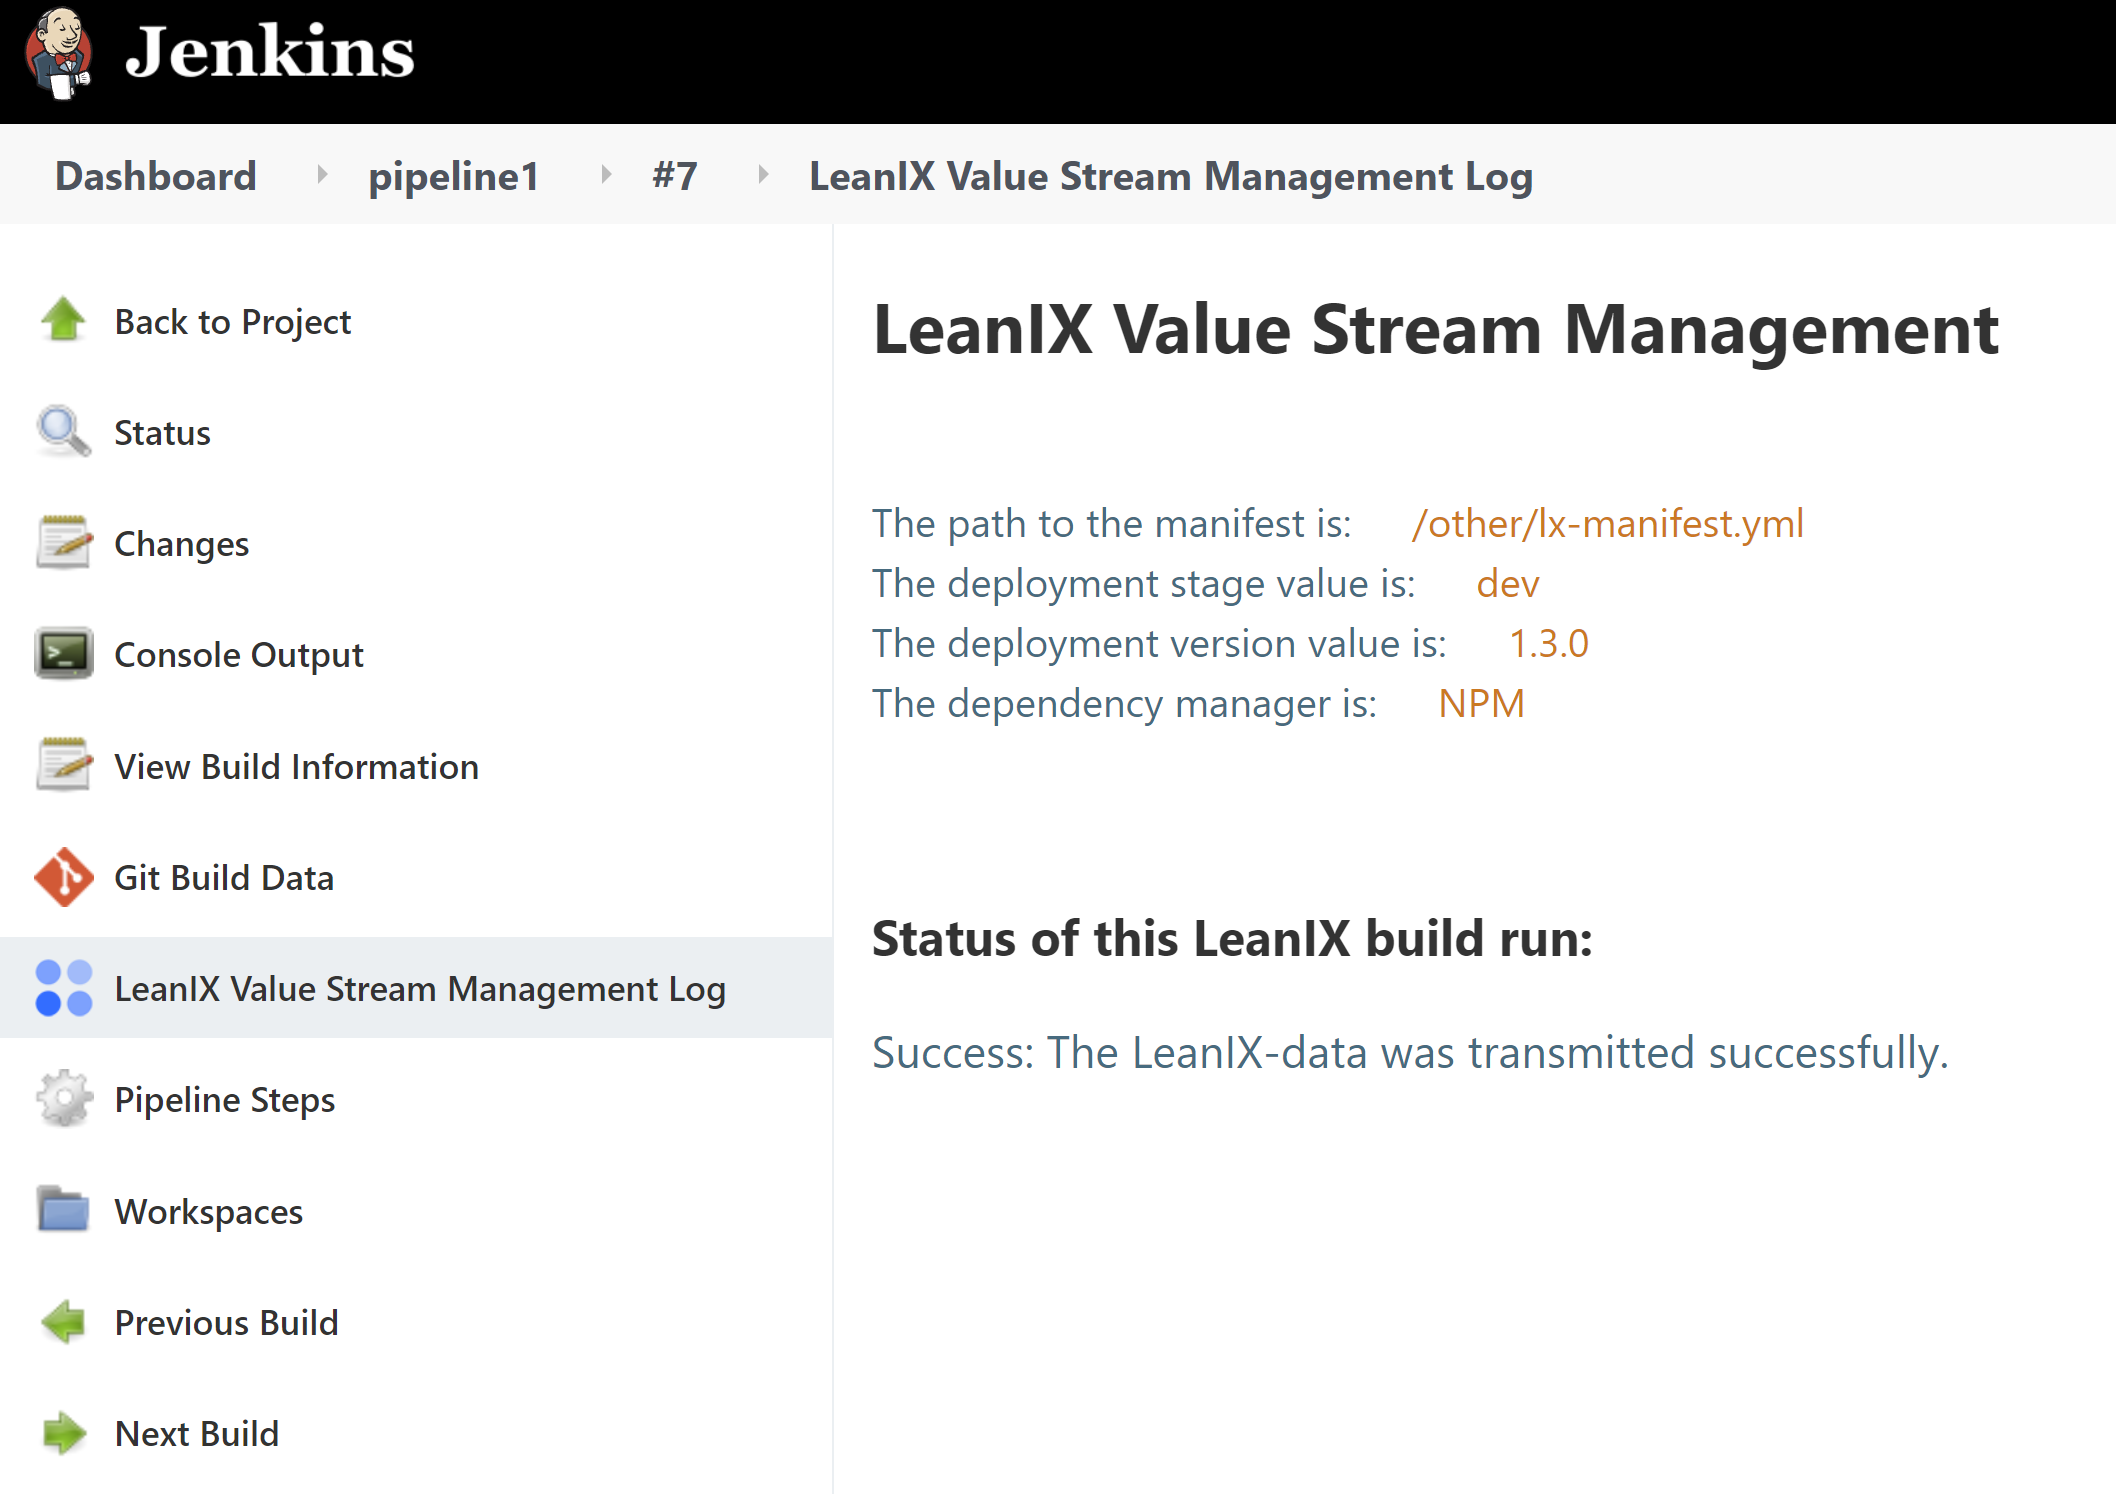 Jenkins
Dashboard pipeline1 #7 LeanIX Value Stream Management Log
Back to Project
Status
Changes
Console Output
View Build Information
Git Build Data
LeanIX Value Stream Management Log
Pipeline Steps
Workspaces
Previous Build
Next Build
LeanIX Value Stream Management
The path to the manifest is: /other/lx-manifest.yml
The deployment stage value is: dev
The deployment version value is: 1.3.0
The dependency manager is: NPM
Status of this LeanIX build run:
Success: The LeanIX-data was transmitted successfully.